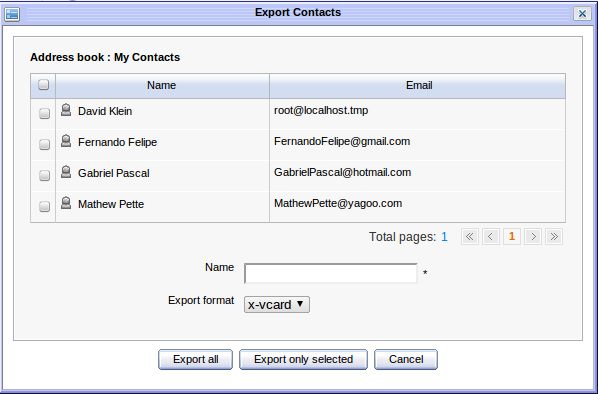 Export Contacts
Address book : My Contacts
Name Email
David Klein root@localhost.tmp
Fernando Felipe FernandoFelipe@gmail.com
Gabriel Pascal GabrielPascal@hotmail.com
Mathew Pette MathewPette@yagoo.com
Total pages: 1 « < 1 > »
Name *
Export format x-vcard ▼
Export all Export only selected Cancel